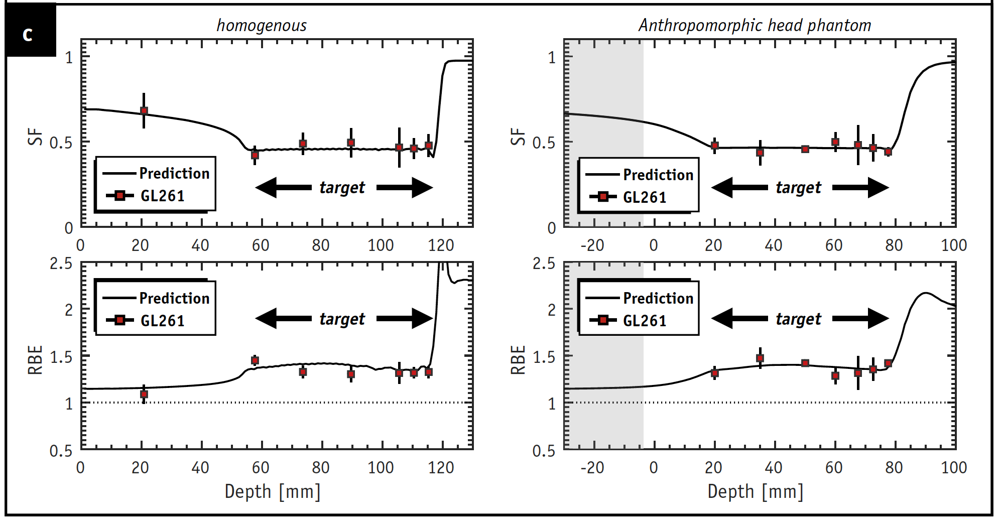 c
homogenous
SF
1
0.5
0
Prediction
GL261
target
0 20 40 60 80 100 120
RBE
2.5
2
1.5
1
0.5
Prediction
GL261
target
0 20 40 60 80 100 120
Depth [mm]
Anthropomorphic head phantom
SF
1
0.5
0
Prediction
GL261
target
-20 0 20 40 60 80 100
RBE
2.5
2
1.5
1
0.5
Prediction
GL261
target
-20 0 20 40 60 80 100
Depth [mm]